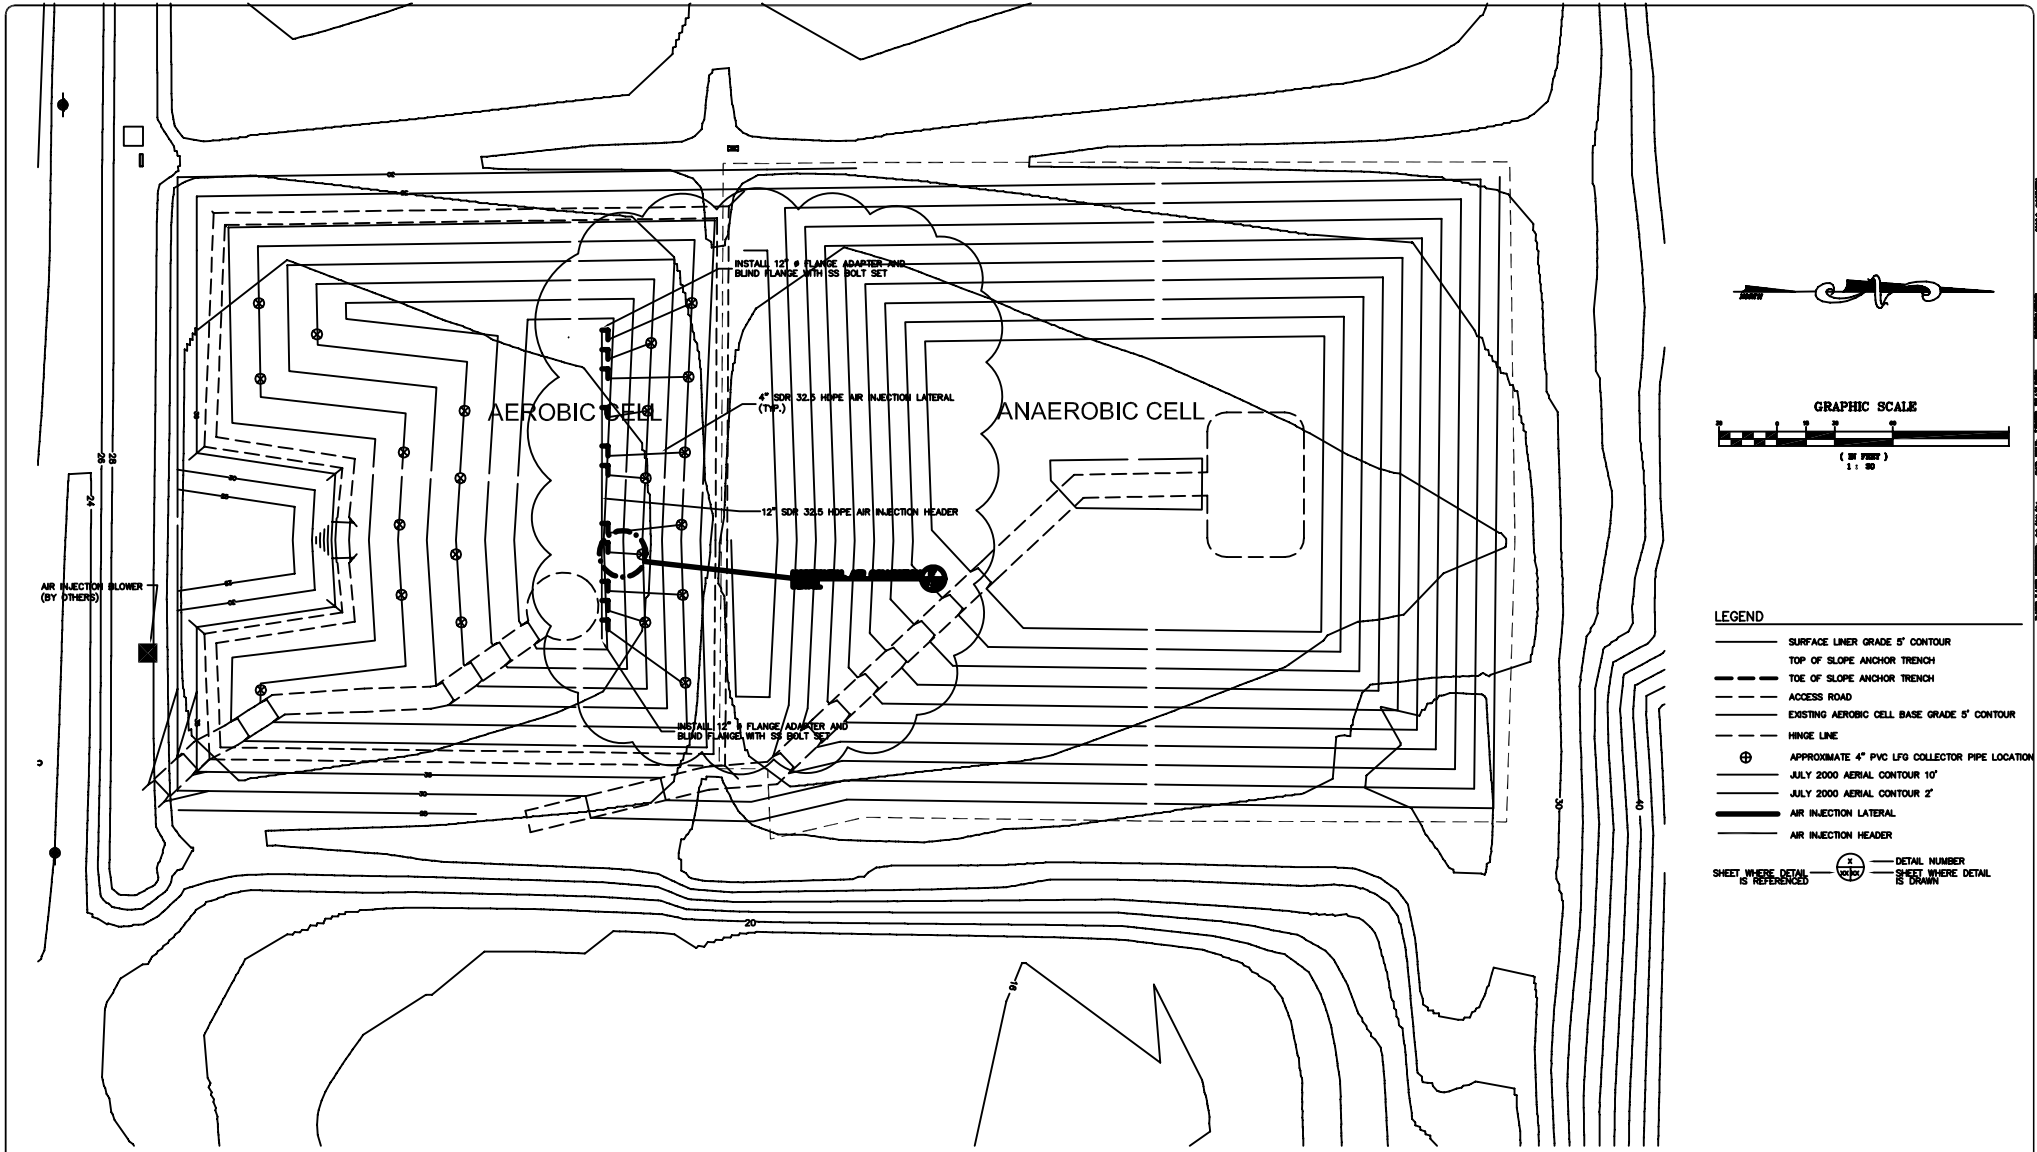 INSTALL 12" ø FLANGE ADAPTER AND
BLIND FLANGE WITH SS BOLT SET
4" SDR 32.5 HDPE AIR INJECTION LATERAL
(TYP.)
AEROBIC CELL
ANAEROBIC CELL
12" SDR 32.5 HDPE AIR INJECTION HEADER
26
28
24
AIR INJECTION BLOWER
(BY OTHERS)
INSTALL 12" ø FLANGE ADAPTER AND
BLIND FLANGE WITH SS BOLT SET
30
40
20
16
GRAPHIC SCALE
( IN FEET )
LEGEND
SURFACE LINER GRADE 5' CONTOUR
TOP OF SLOPE ANCHOR TRENCH
TOE OF SLOPE ANCHOR TRENCH
ACCESS ROAD
EXISTING AEROBIC CELL BASE GRADE 5' CONTOUR
HINGE LINE
APPROXIMATE 4" PVC LFG COLLECTOR PIPE LOCATION
JULY 2000 AERIAL CONTOUR 10'
JULY 2000 AERIAL CONTOUR 2'
AIR INJECTION LATERAL
AIR INJECTION HEADER
DETAIL NUMBER
SHEET WHERE DETAIL
IS REFERENCED
X
SHEET WHERE DETAIL
IS DRAWN